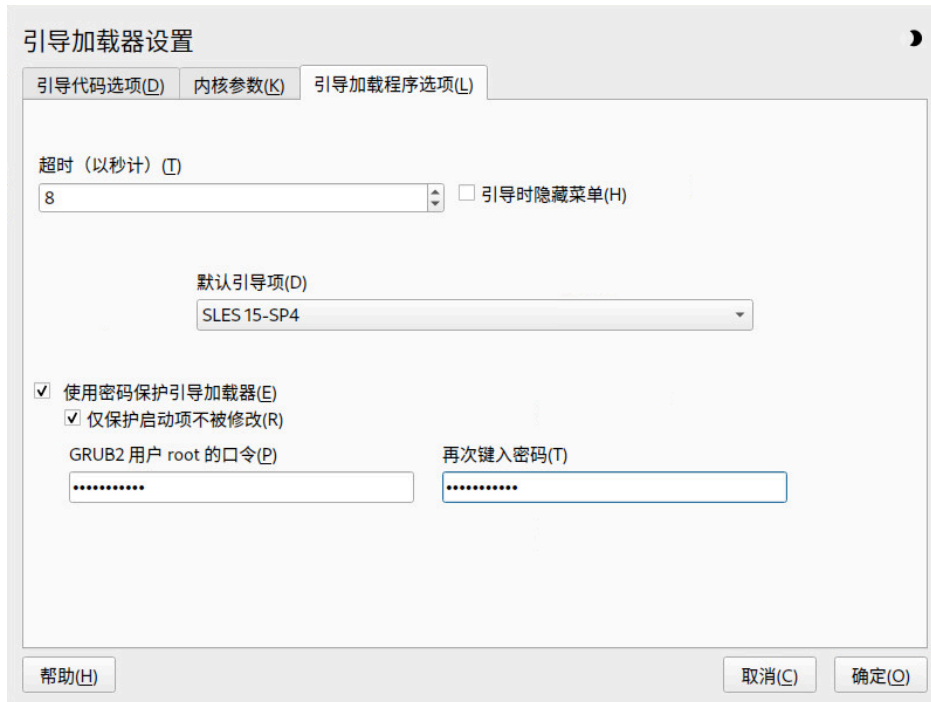 引导加载器设置
引导代码选项(D) 内核参数(K) 引导加载程序选项(L)
超时（以秒计）(T)
8 引导时隐藏菜单(H)
默认引导项(D)
SLES 15-SP4
使用密码保护引导加载器(E)
仅保护启动项不被修改(R)
GRUB2 用户 root 的口令(P) 再次键入密码(T)
••••••••••• •••••••••••
帮助(H) 取消(C) 确定(O)